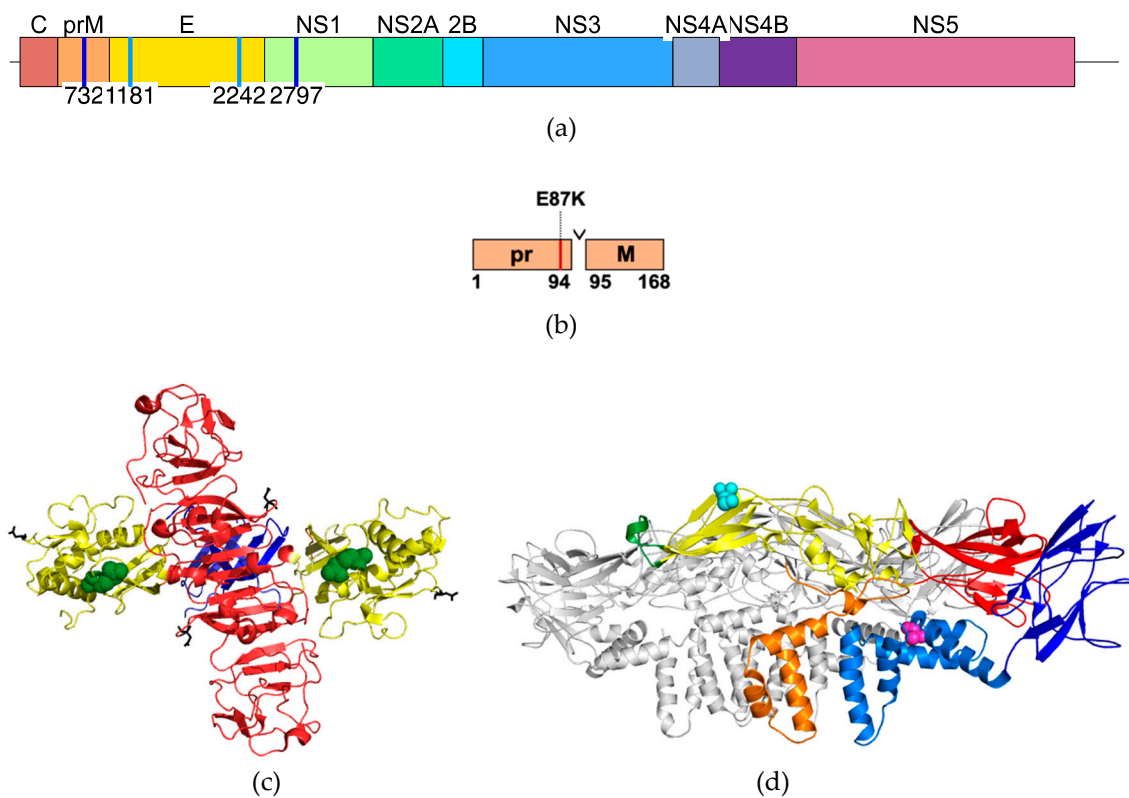 C prM E NS1 NS2A 2B NS3 NS4A NS4B NS5
732 1181 2242 2797
(a)
E87K
pr M
1 94 95 168
(b)
(c) (d)